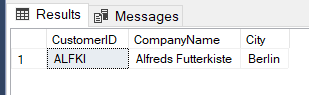 Results Messages
CustomerID CompanyName City
1 ALFKI Alfreds Futterkiste Berlin